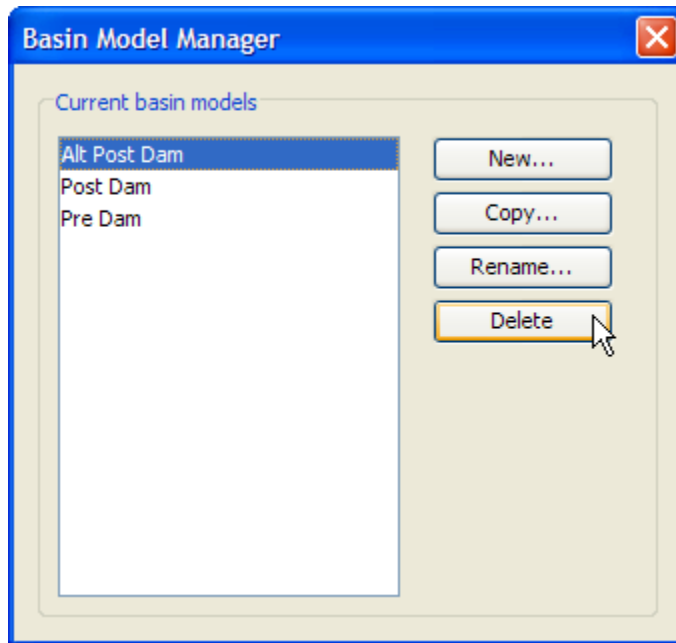 Basin Model Manager
Current basin models
Alt Post Dam
Post Dam
Pre Dam
New...
Copy...
Rename...
Delete